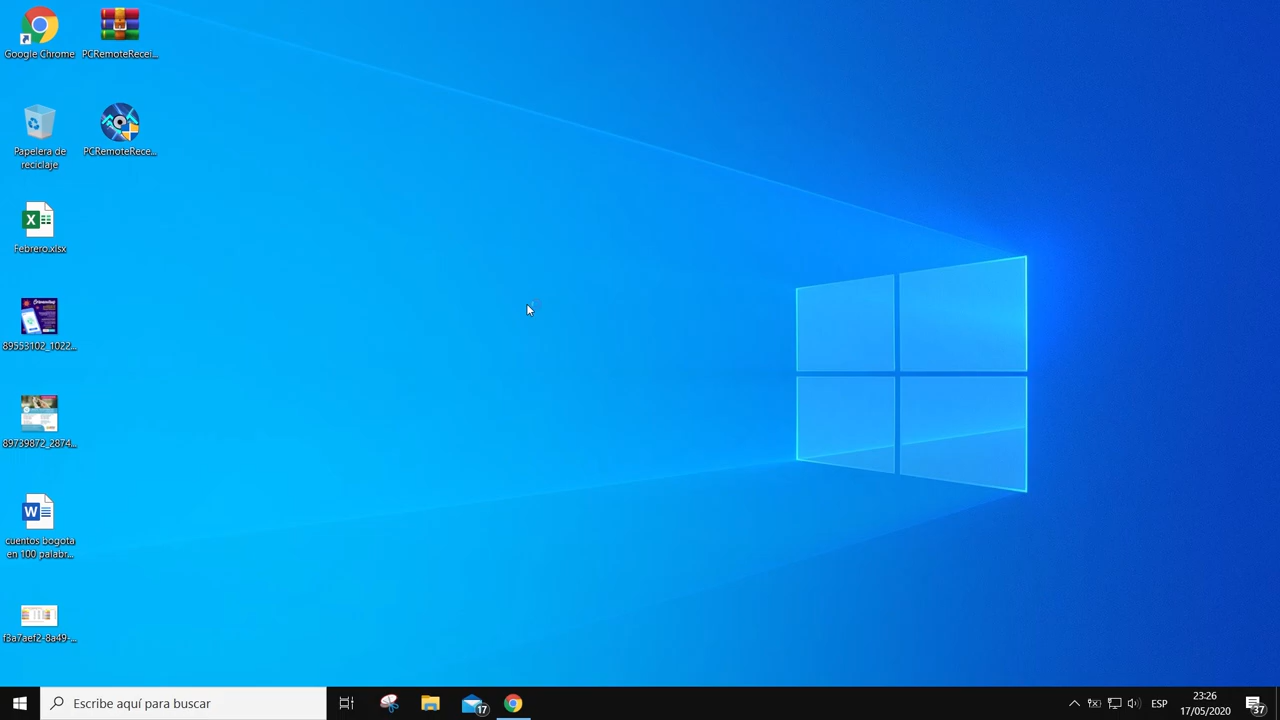 Google Chrome
PCRemoteRecei...
Papelera de
reciclaje
PCRemoteRece...
Febrero.xlsx
89553102_1022...
89739872_2874...
cuentos bogota
en 100 palabr...
f3a7aef2-8a49-...
Escribe aquí para buscar
17
ESP
23:26
17/05/2020
37